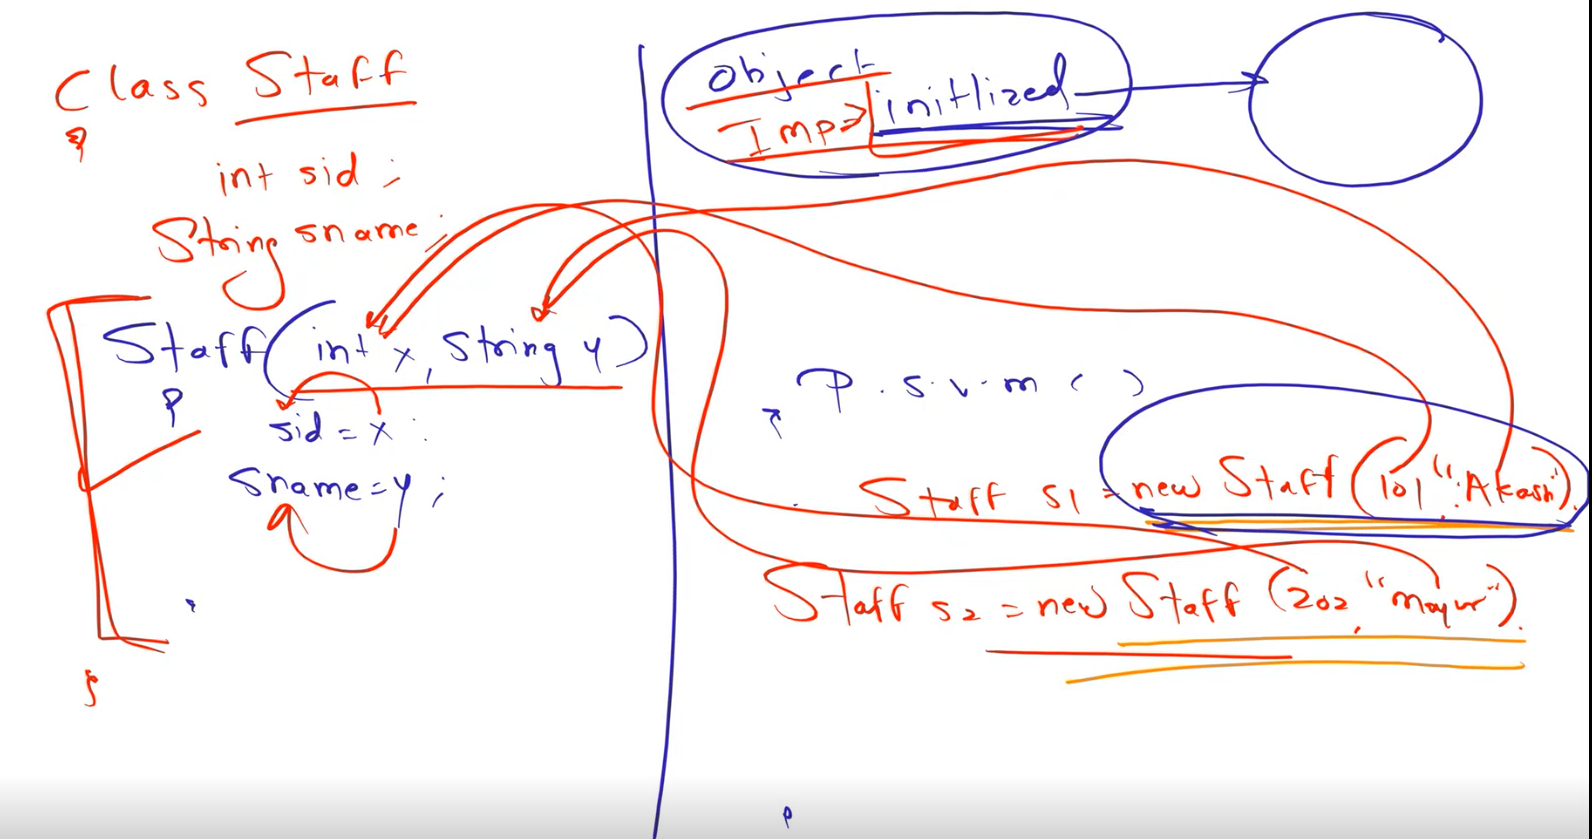 Class Staff
{
int sid ;
String sname ;
Staff( int x, String y)
{
sid = x ;
sname = y ;
}
object
Imp => initlized
P . s . v . m ( )
{
Staff s1 = new Staff ( 101 , "Akash").
Staff s2 = new Staff (202, "mayur").